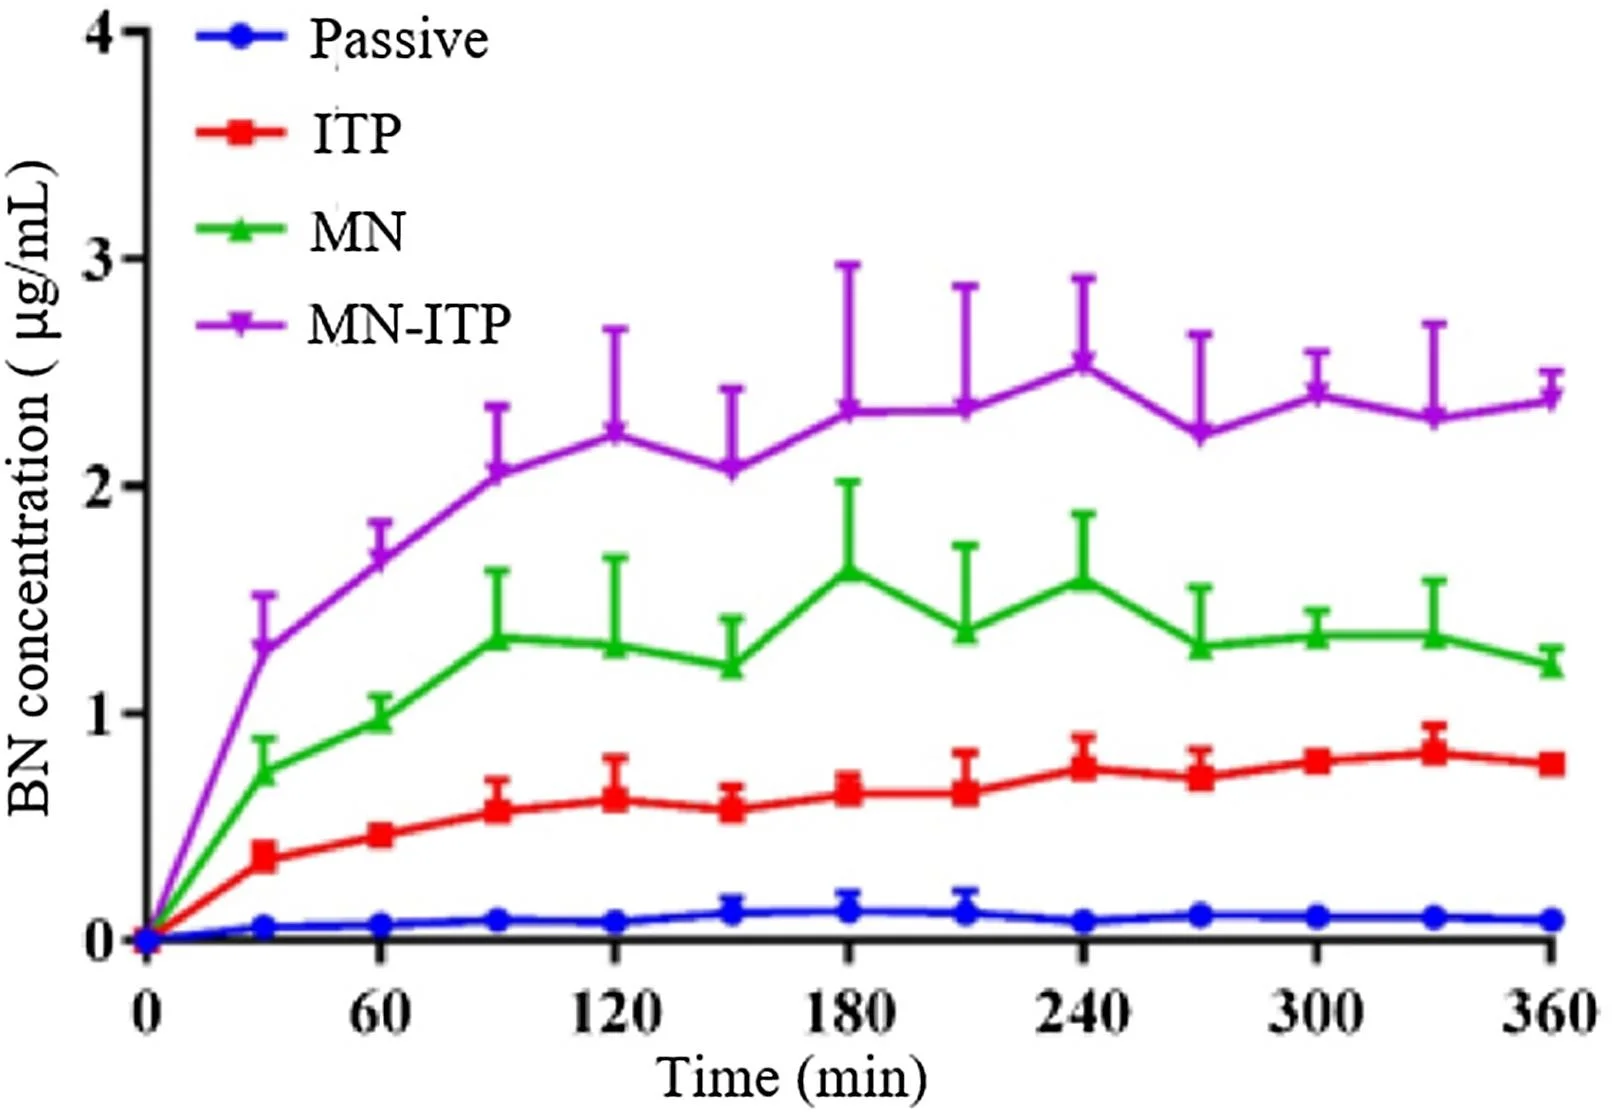 4
3
2
1
0
BN concentration ( µg/mL)
Passive
ITP
MN
MN-ITP
0 60 120 180 240 300 360
Time (min)